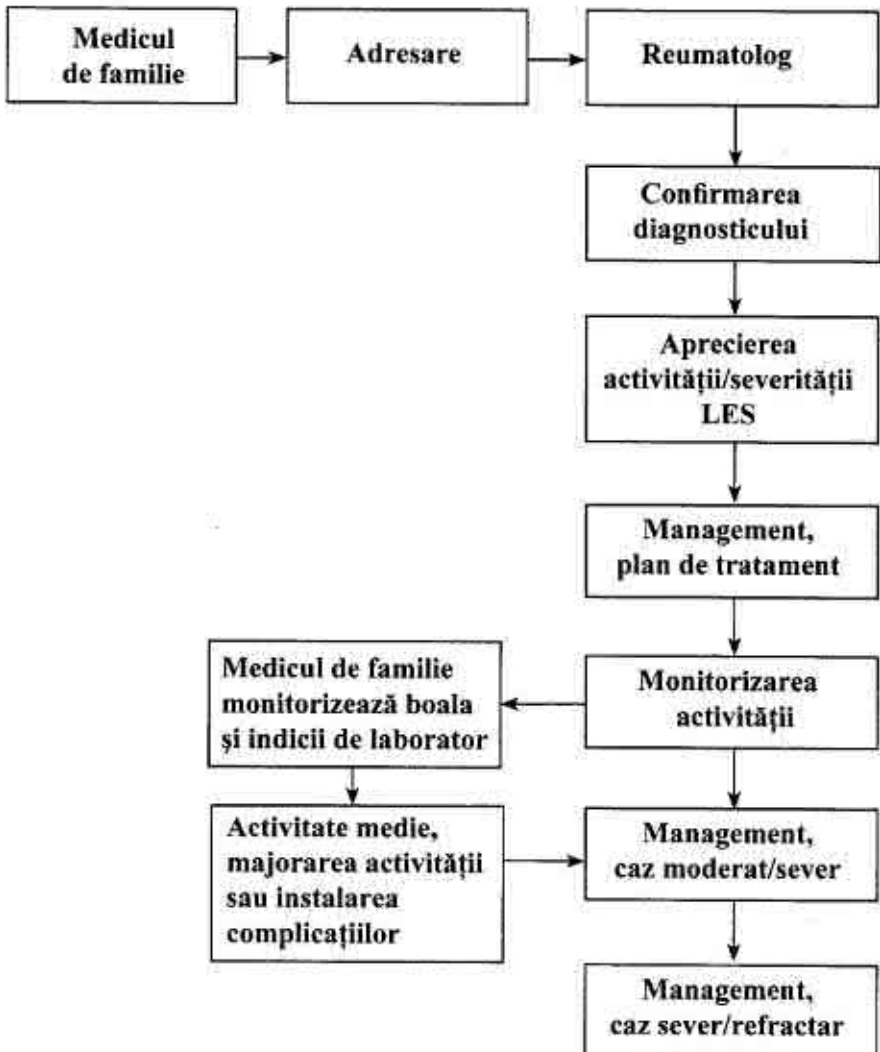 Medicul
de familie
Adresare
Reumatolog
Confirmarea
diagnosticului
Aprecierea
activității/severității
LES
Management,
plan de tratament
Monitorizarea
activității
Medicul de familie
monitorizează boala
și indicii de laborator
Activitate medie,
majorarea activității
sau instalarea
complicațiilor
Management,
caz moderat/sever
Management,
caz sever/refractar